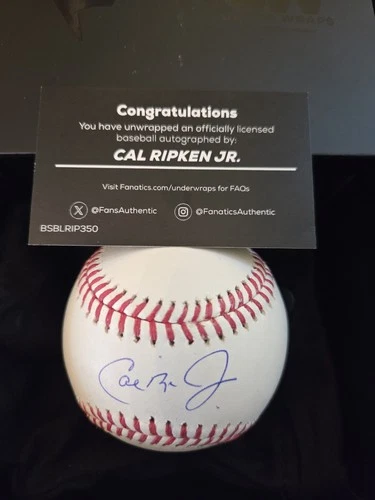 WRAPS
Congratulations
You have unwrapped an officially licensed
baseball autographed by:
CAL RIPKEN JR.
Visit Fanatics.com/underwraps for FAQs
@FansAuthentic @FanaticsAuthentic
BSBLRIP350